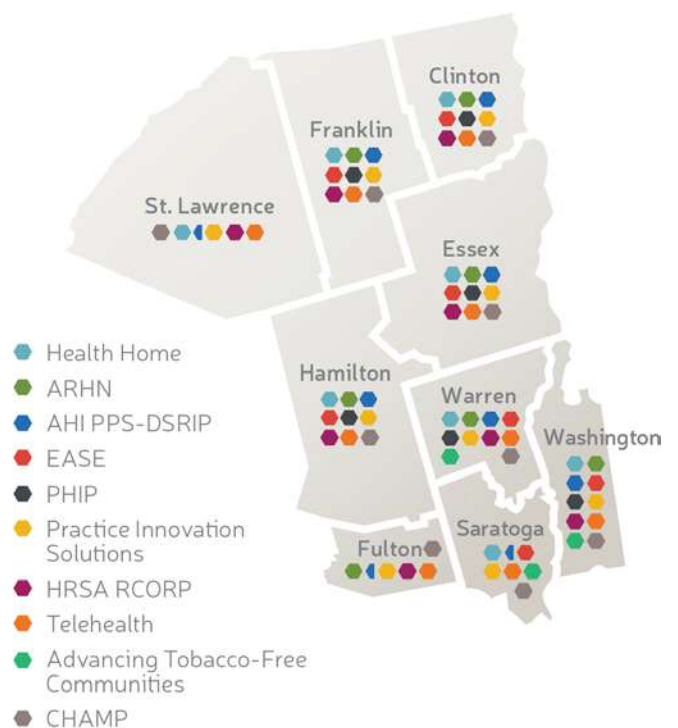 Clinton
Franklin
St. Lawrence
Essex
Hamilton
Warren
Washington
Saratoga
Fulton
Health Home
ARHN
AHI PPS-DSRIP
EASE
PHIP
Practice Innovation
Solutions
HRSA RCORP
Telehealth
Advancing Tobacco-Free
Communities
CHAMP